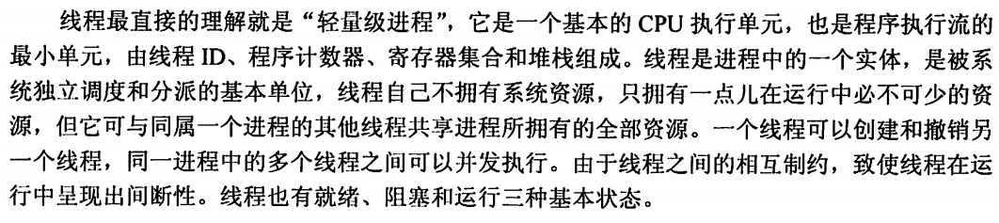 线程最直接的理解就是“轻量级进程”，它是一个基本的 CPU 执行单元，也是程序执行流的
最小单元，由线程 ID、程序计数器、寄存器集合和堆栈组成。线程是进程中的一个实体，是被系
统独立调度和分派的基本单位，线程自己不拥有系统资源，只拥有一点儿在运行中必不可少的资
源，但它可与同属一个进程的其他线程共享进程所拥有的全部资源。一个线程可以创建和撤销另
一个线程，同一进程中的多个线程之间可以并发执行。由于线程之间的相互制约，致使线程在运
行中呈现出间断性。线程也有就绪、阻塞和运行三种基本状态。